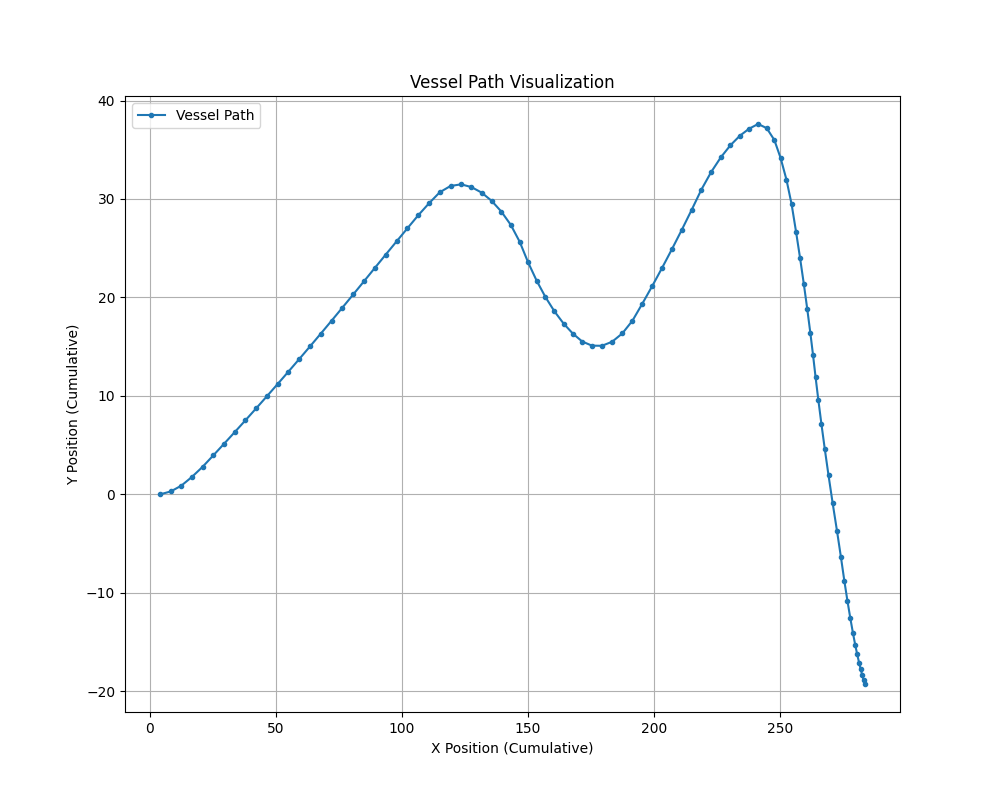 Vessel Path Visualization
Vessel Path
Y Position (Cumulative)
40
30
20
10
0
−10
−20
0 50 100 150 200 250
X Position (Cumulative)